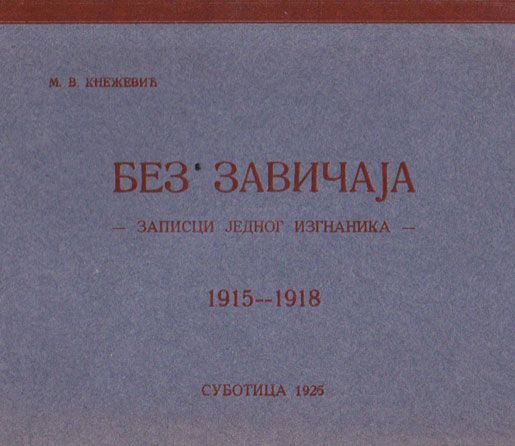 М. В. КНЕЖЕВИЋ
БЕЗ ЗАВИЧАЈА
— ЗАПИСЦИ ЈЕДНОГ ИЗГНАНИКА —
1915--1918
СУБОТИЦА 1925